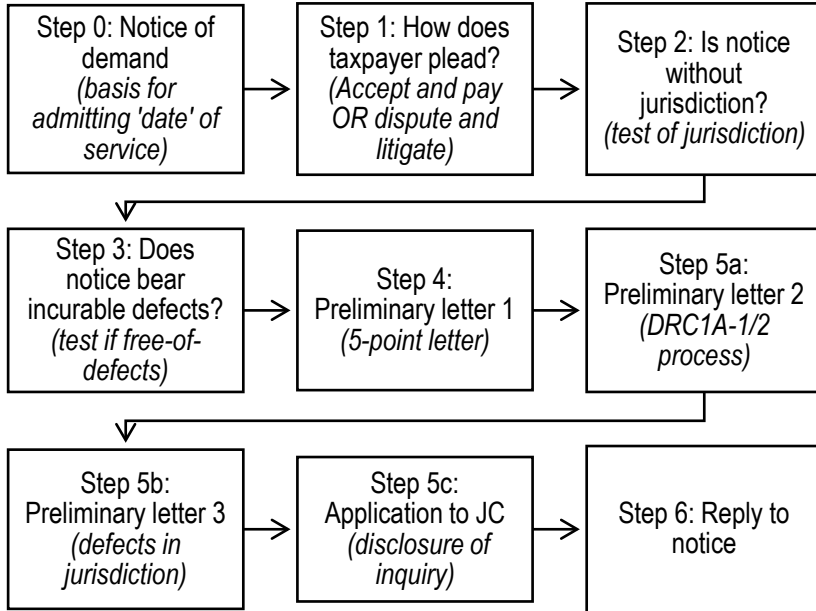 Step 0: Notice of
demand
(basis for
admitting 'date' of
service)
Step 1: How does
taxpayer plead?
(Accept and pay
OR dispute and
litigate)
Step 2: Is notice
without
jurisdiction?
(test of jurisdiction)
Step 3: Does
notice bear
incurable defects?
(test if free-of-
defects)
Step 4:
Preliminary letter 1
(5-point letter)
Step 5a:
Preliminary letter 2
(DRC1A-1/2
process)
Step 5b:
Preliminary letter 3
(defects in
jurisdiction)
Step 5c:
Application to JC
(disclosure of
inquiry)
Step 6: Reply to
notice